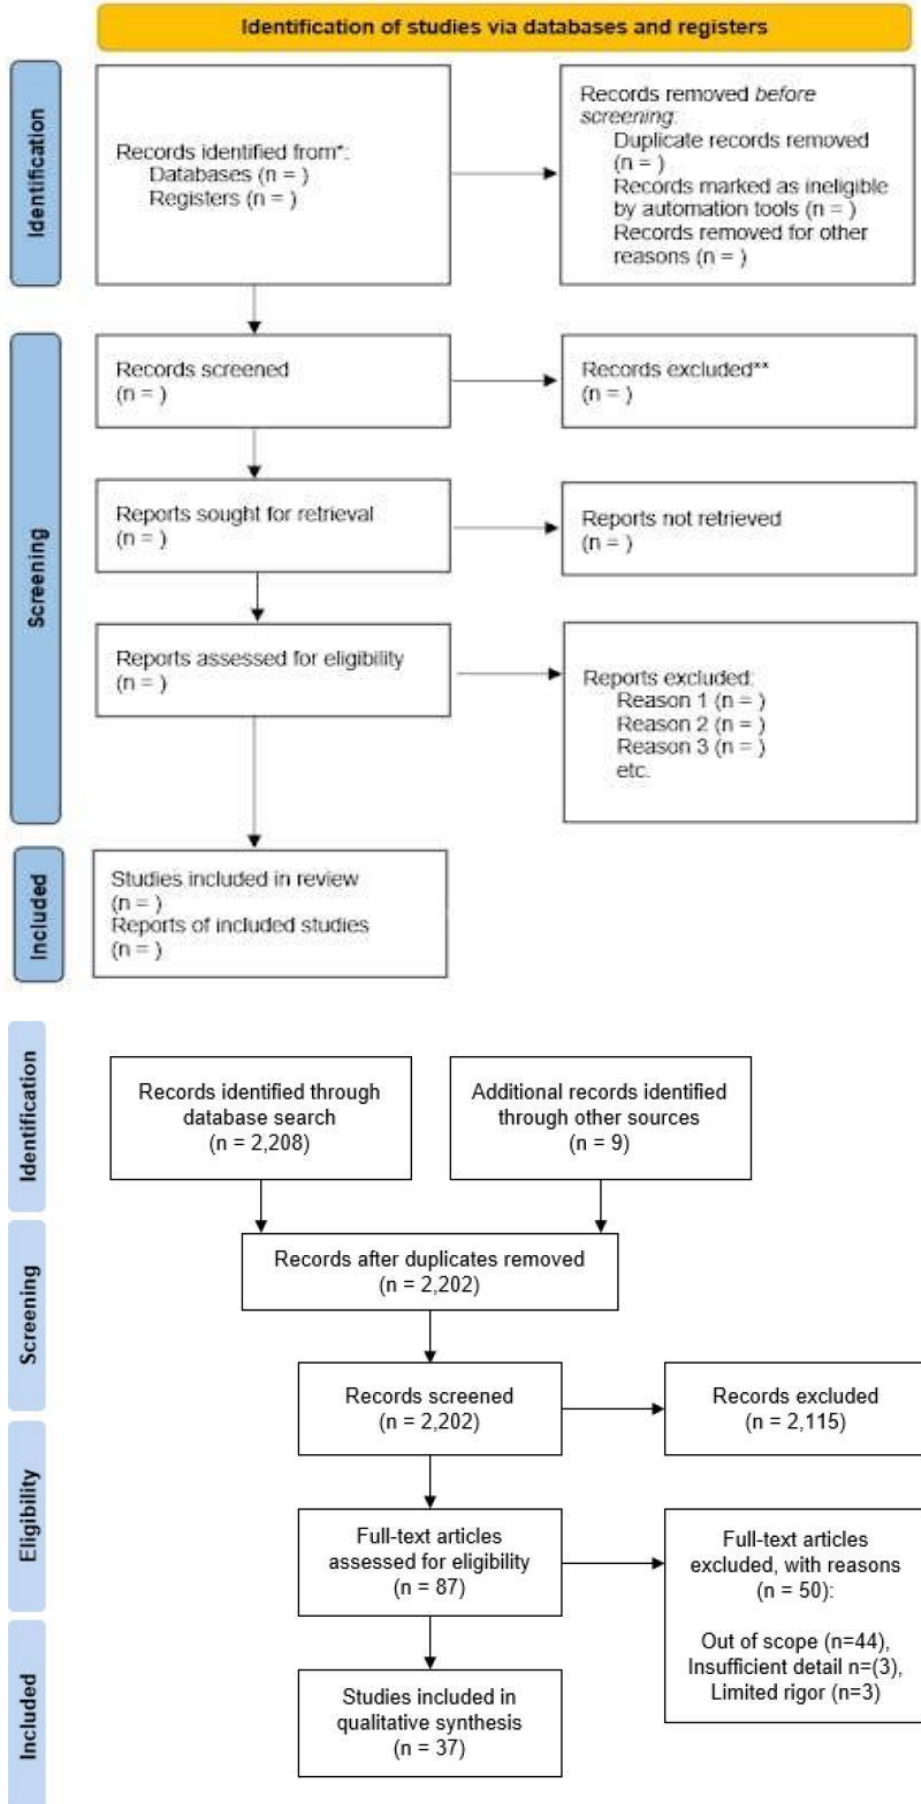 Identification of studies via databases and registers
Identification
Records identified from*:
Databases (n = )
Registers (n = )
Records removed before
screening:
Duplicate records removed
(n = )
Records marked as ineligible
by automation tools (n = )
Records removed for other
reasons (n = )
Screening
Records screened
(n = )
Records excluded**
(n = )
Reports sought for retrieval
(n = )
Reports not retrieved
(n = )
Reports assessed for eligibility
(n = )
Reports excluded:
Reason 1 (n = )
Reason 2 (n = )
Reason 3 (n = )
etc.
Included
Studies included in review
(n = )
Reports of included studies
(n = )
Identification
Records identified through
database search
(n = 2,208)
Additional records identified
through other sources
(n = 9)
Screening
Records after duplicates removed
(n = 2,202)
Records screened
(n = 2,202)
Records excluded
(n = 2,115)
Eligibility
Full-text articles
assessed for eligibility
(n = 87)
Full-text articles
excluded, with reasons
(n = 50):
Out of scope (n=44),
Insufficient detail n=(3),
Limited rigor (n=3)
Included
Studies included in
qualitative synthesis
(n = 37)